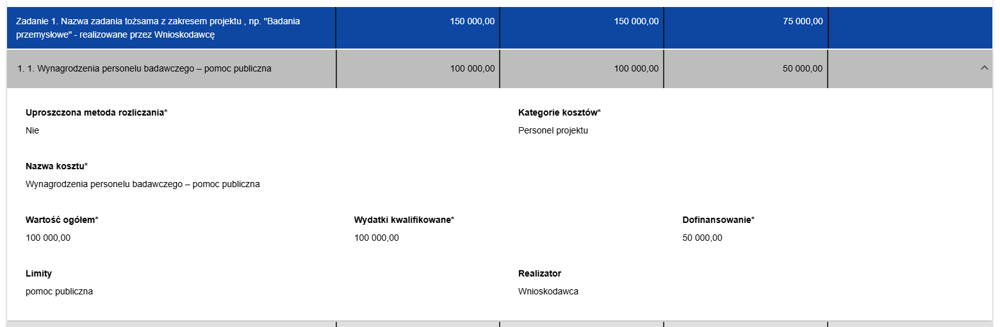 Zadanie 1. Nazwa zadania tożsama z zakresem projektu , np. "Badania
przemysłowe" - realizowane przez Wnioskodawcę
150 000,00
150 000,00
75 000,00
1. 1. Wynagrodzenia personelu badawczego – pomoc publiczna
100 000,00
100 000,00
50 000,00
Uproszczona metoda rozliczania*
Kategorie kosztów*
Nie
Personel projektu
Nazwa kosztu*
Wynagrodzenia personelu badawczego – pomoc publiczna
Wartość ogółem*
Wydatki kwalifikowane*
Dofinansowanie*
100 000,00
100 000,00
50 000,00
Limity
Realizator
pomoc publiczna
Wnioskodawca